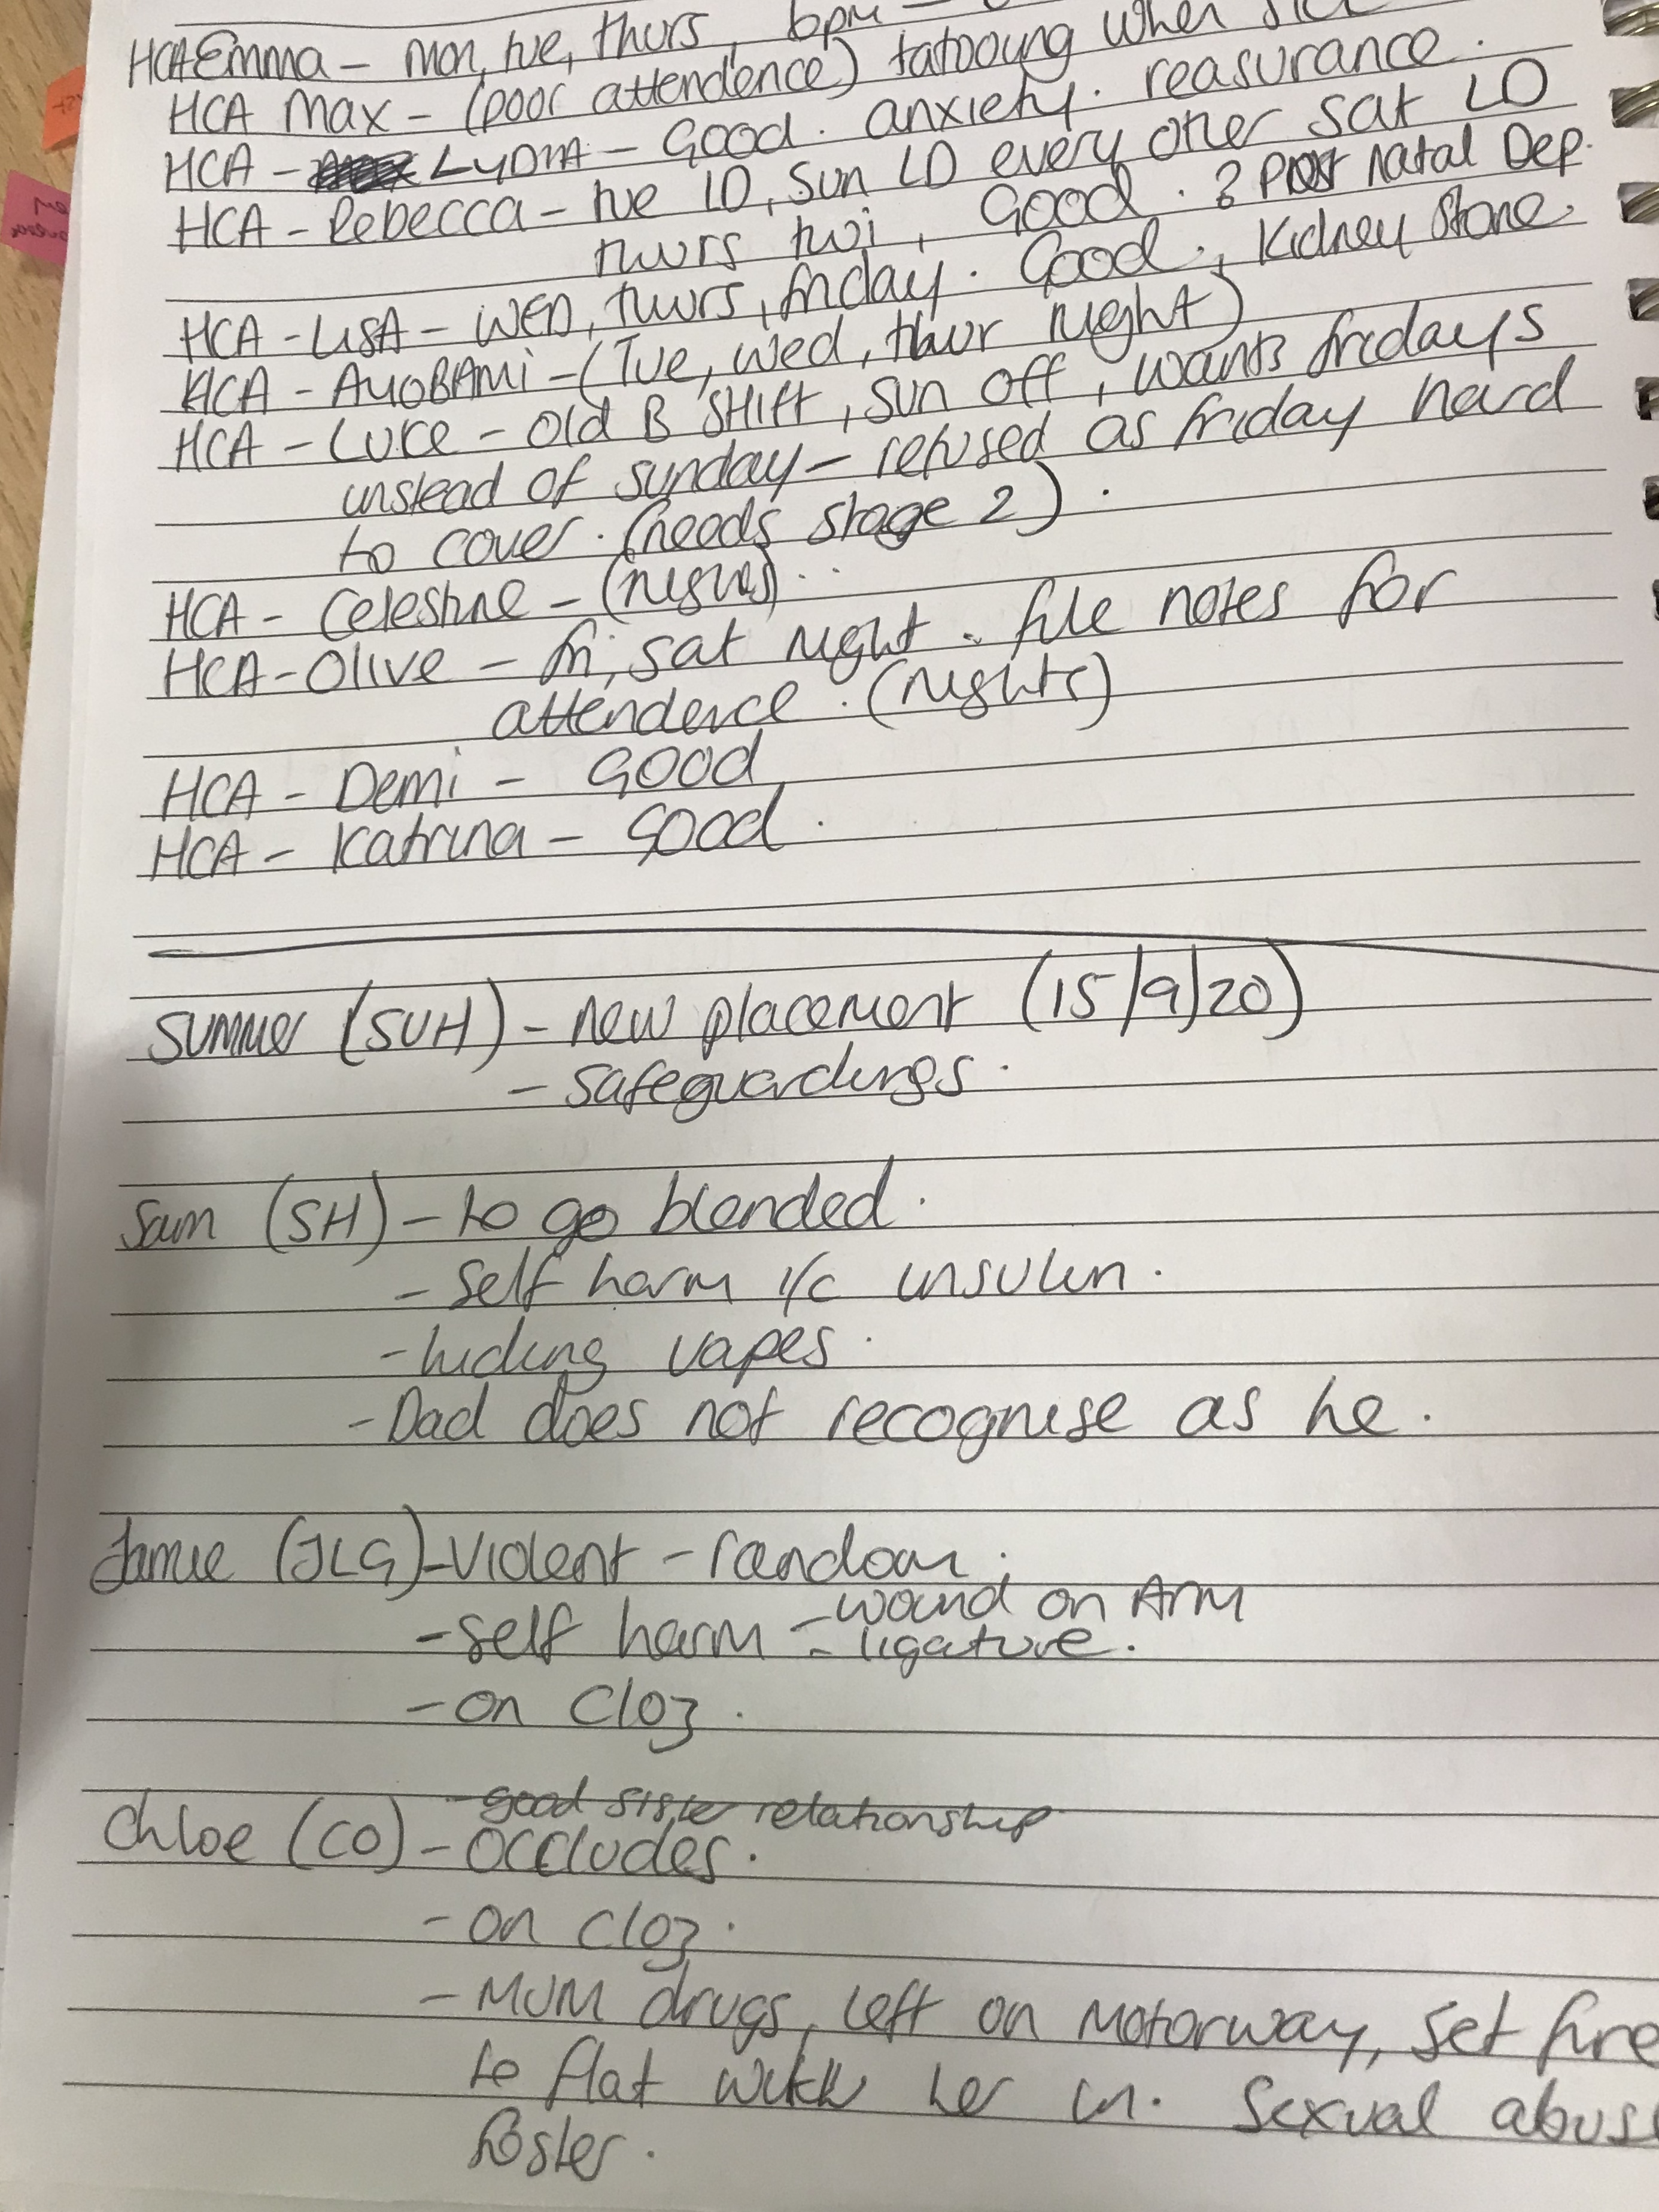 HCA Emma - Mon, tue, thurs, 6pm -
HCA Max - (poor attendence) tatooung when sick
HCA - LYDIA - Good. anxiety. reasurance.
HCA - Rebecca - tue LD, Sun LD every other sat LD
thurs twi, Good. ? Post Natal Dep.
HCA - LISA - WED, thurs, friday. Good., Kidney Stone.
HCA - AYOBAMi - (Tue, wed, thur night)
HCA - Luke - Old B SHift, sun off, wants fridays
instead of sunday - refused as friday hard
to cover. (needs stage 2).
HCA - Celestine - (nights)..
HCA - Olive - fri, sat night. file notes for
attendence. (nights)
HCA - Demi - Good
HCA - Katrina - Good.
Summer (SUH) - new placement (15/9/20)
- Safeguardings.
Sam (SH) - to go blended.
- Self harm i/c insulin.
- hiding vapes.
- Dad does not recognise as he.
Jamie (JLG) - Violent - random.
- self harm - wound on Arm
- ligature.
- on Cloz.
- good sister relationship
Chloe (CO) - Occludes.
- on Cloz.
- MUM drugs, left on Motorway, Set fire
to flat with her in. Sexual abus
foster.